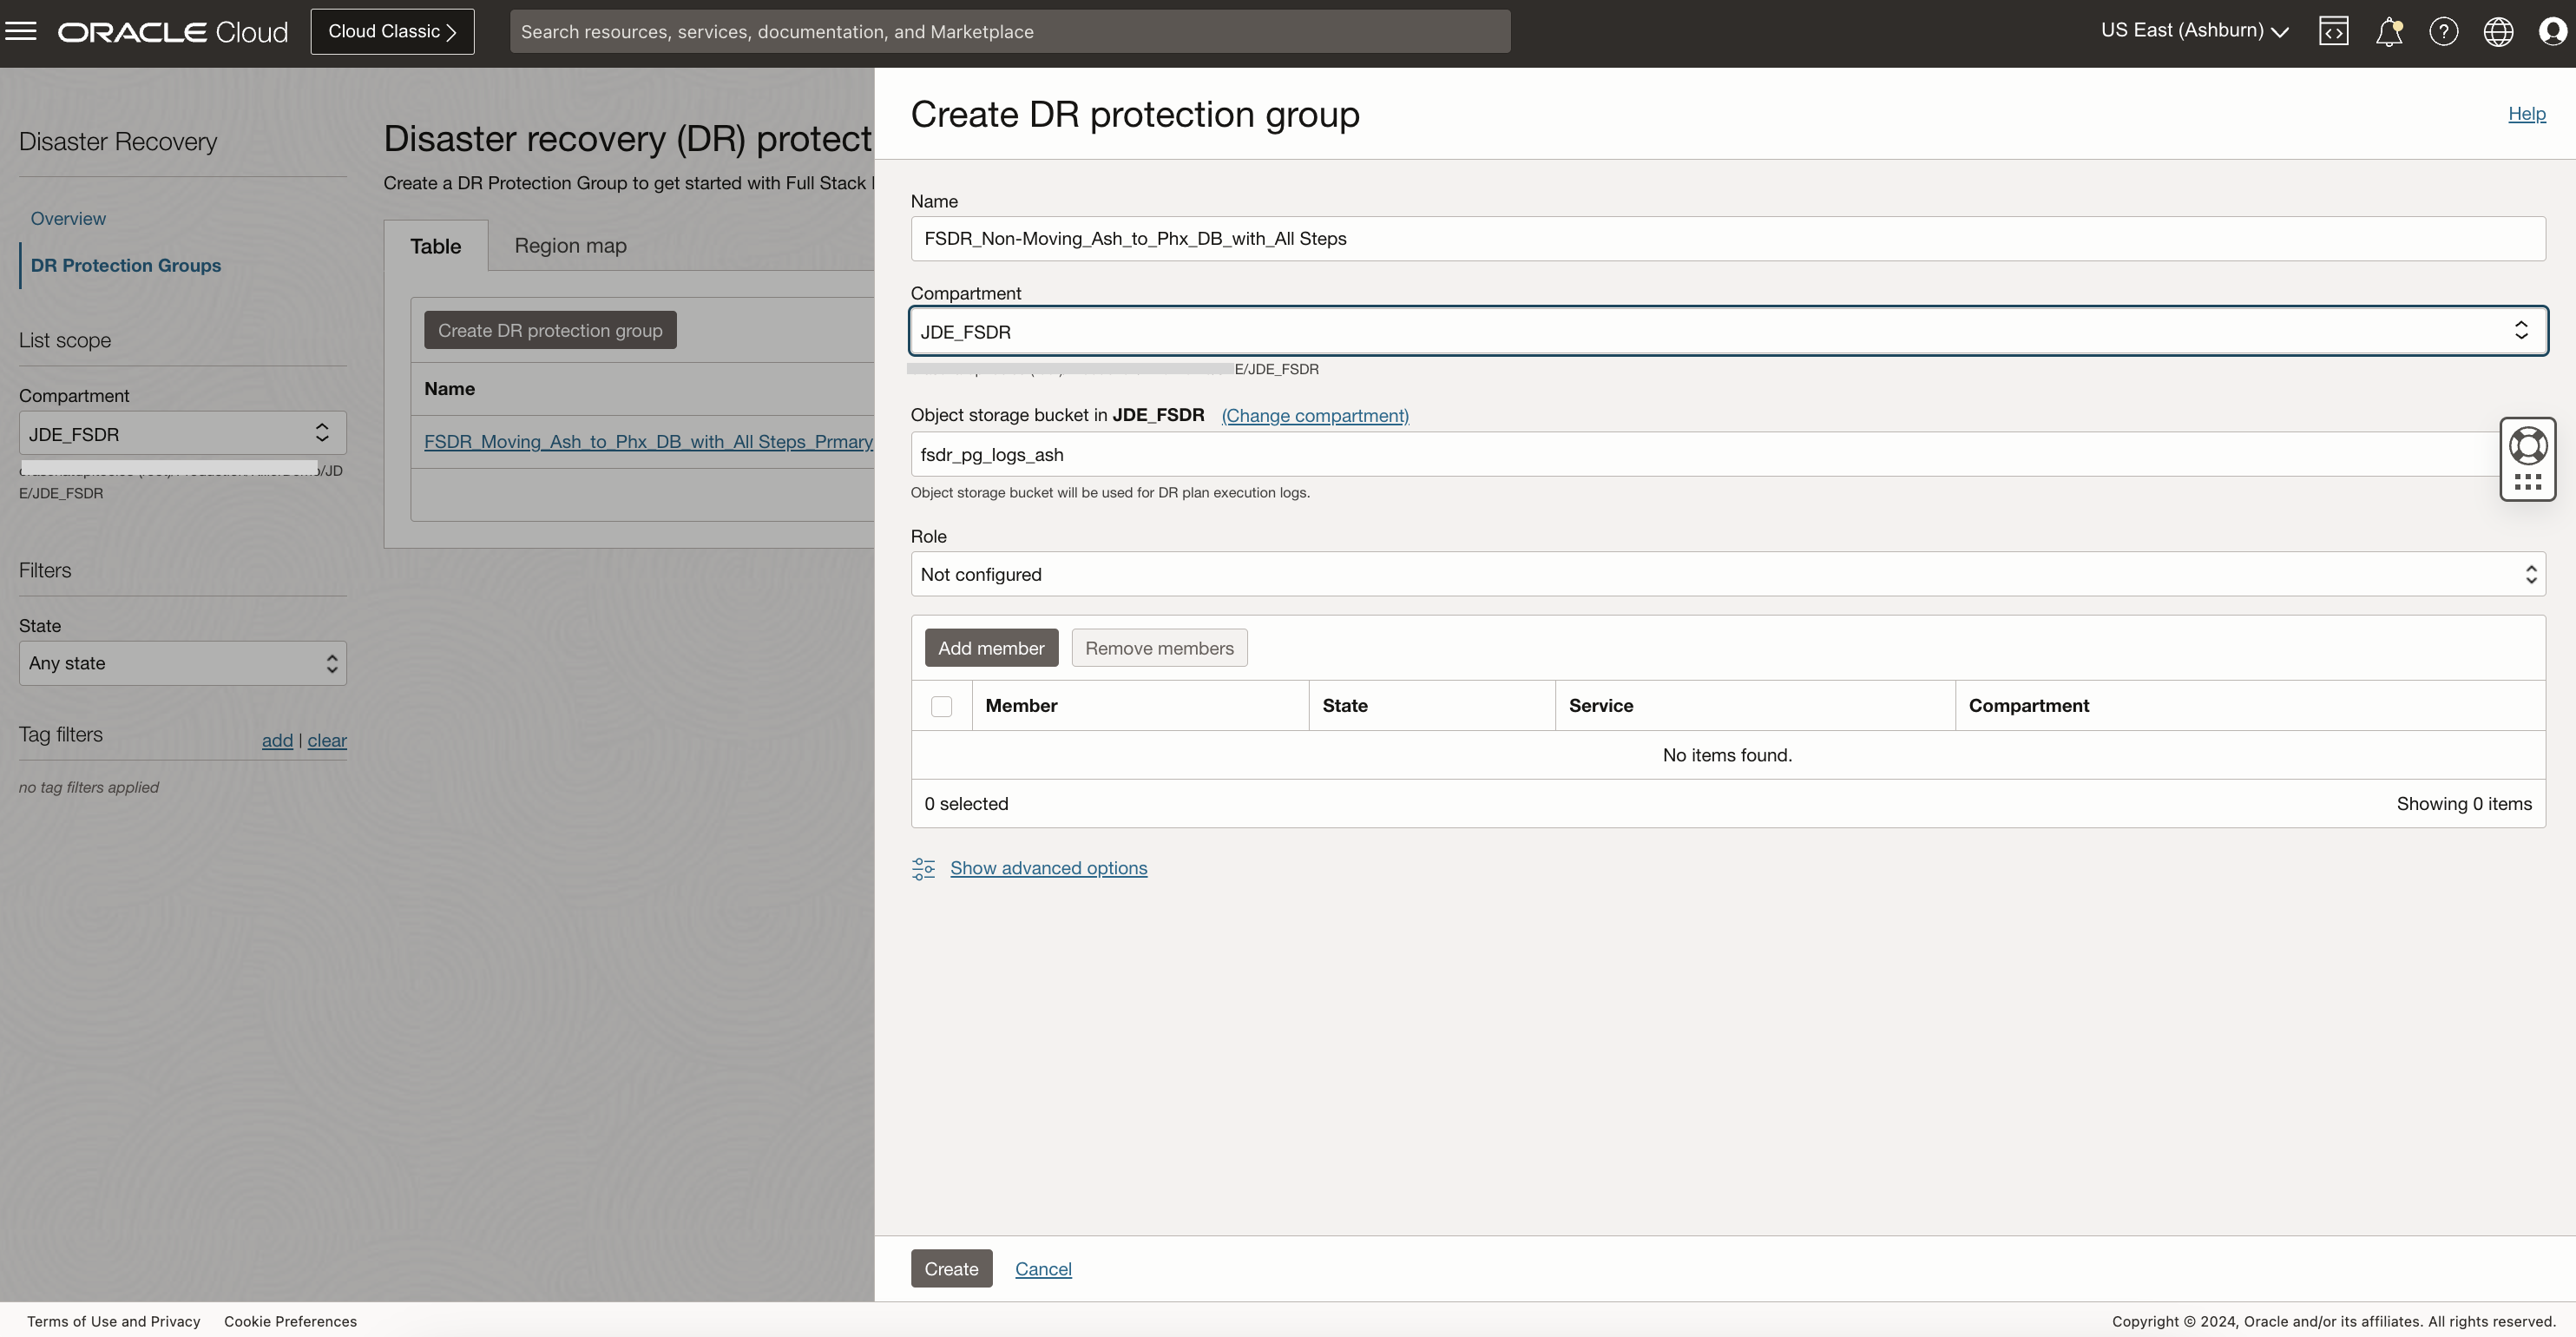 ORACLE Cloud
Cloud Classic
Search resources, services, documentation, and Marketplace
US East (Ashburn)
Disaster Recovery
Overview
DR Protection Groups
List scope
Compartment
JDE_FSDR
/JD
E/JDE_FSDR
Filters
State
Any state
Tag filters
add | clear
no tag filters applied
Disaster recovery (DR) protect
Create a DR Protection Group to get started with Full Stack
Table
Region map
Create DR protection group
Name
FSDR_Moving_Ash_to_Phx_DB_with_All Steps_Prmary
Create DR protection group
Help
Name
FSDR_Non-Moving_Ash_to_Phx_DB_with_All Steps
Compartment
JDE_FSDR
E/JDE_FSDR
Object storage bucket in JDE_FSDR (Change compartment)
fsdr_pg_logs_ash
Object storage bucket will be used for DR plan execution logs.
Role
Not configured
Add member
Remove members
Member State Service Compartment
No items found.
0 selected
Showing 0 items
Show advanced options
Create
Cancel
Terms of Use and Privacy
Cookie Preferences
Copyright © 2024, Oracle and/or its affiliates. All rights reserved.